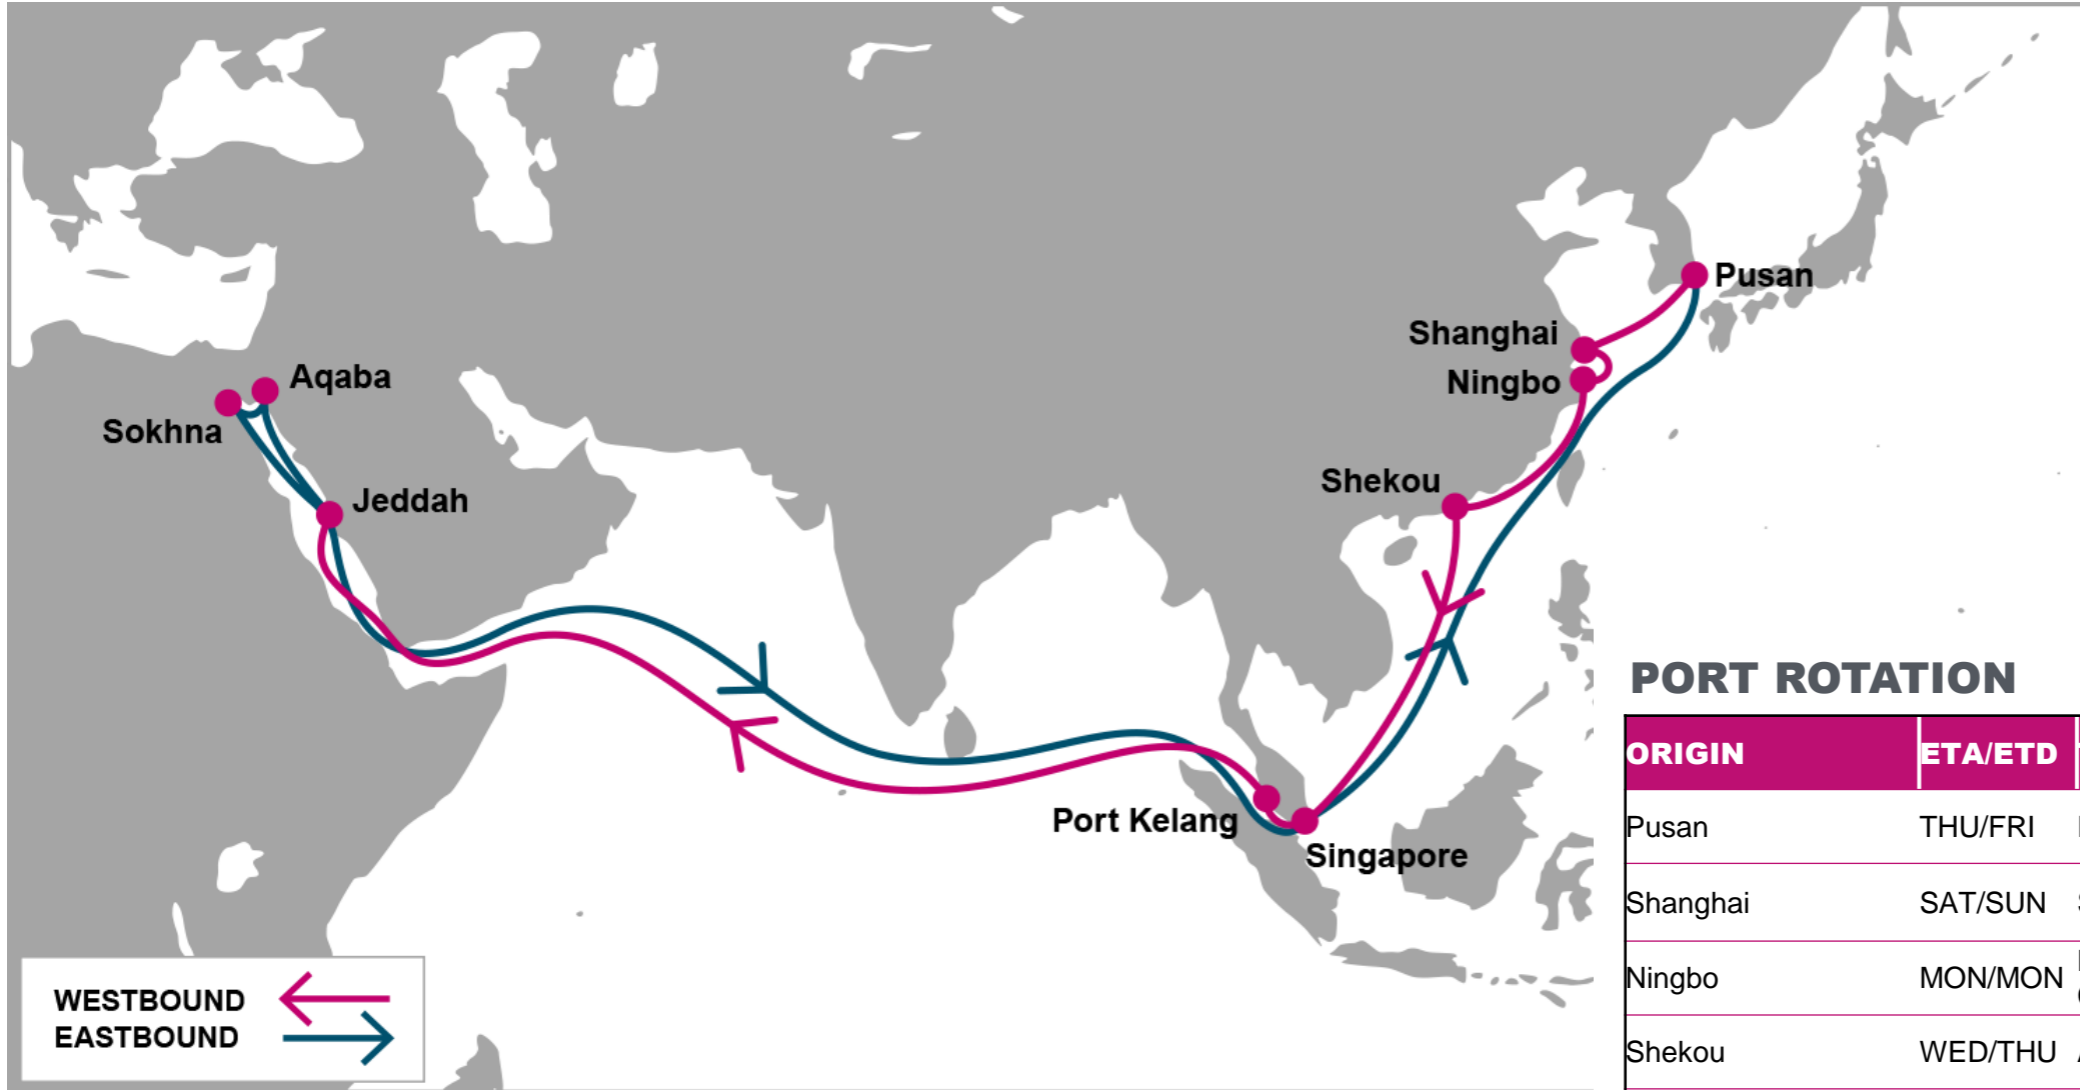 Pusan
Shanghai
Ningbo
Aqaba
Sokhna
Shekou
Jeddah
Port Kelang
Singapore
WESTBOUND
EASTBOUND
PORT ROTATION
ORIGIN ETA/ETD
Pusan THU/FRI
Shanghai SAT/SUN
Ningbo MON/MON
Shekou WED/THU